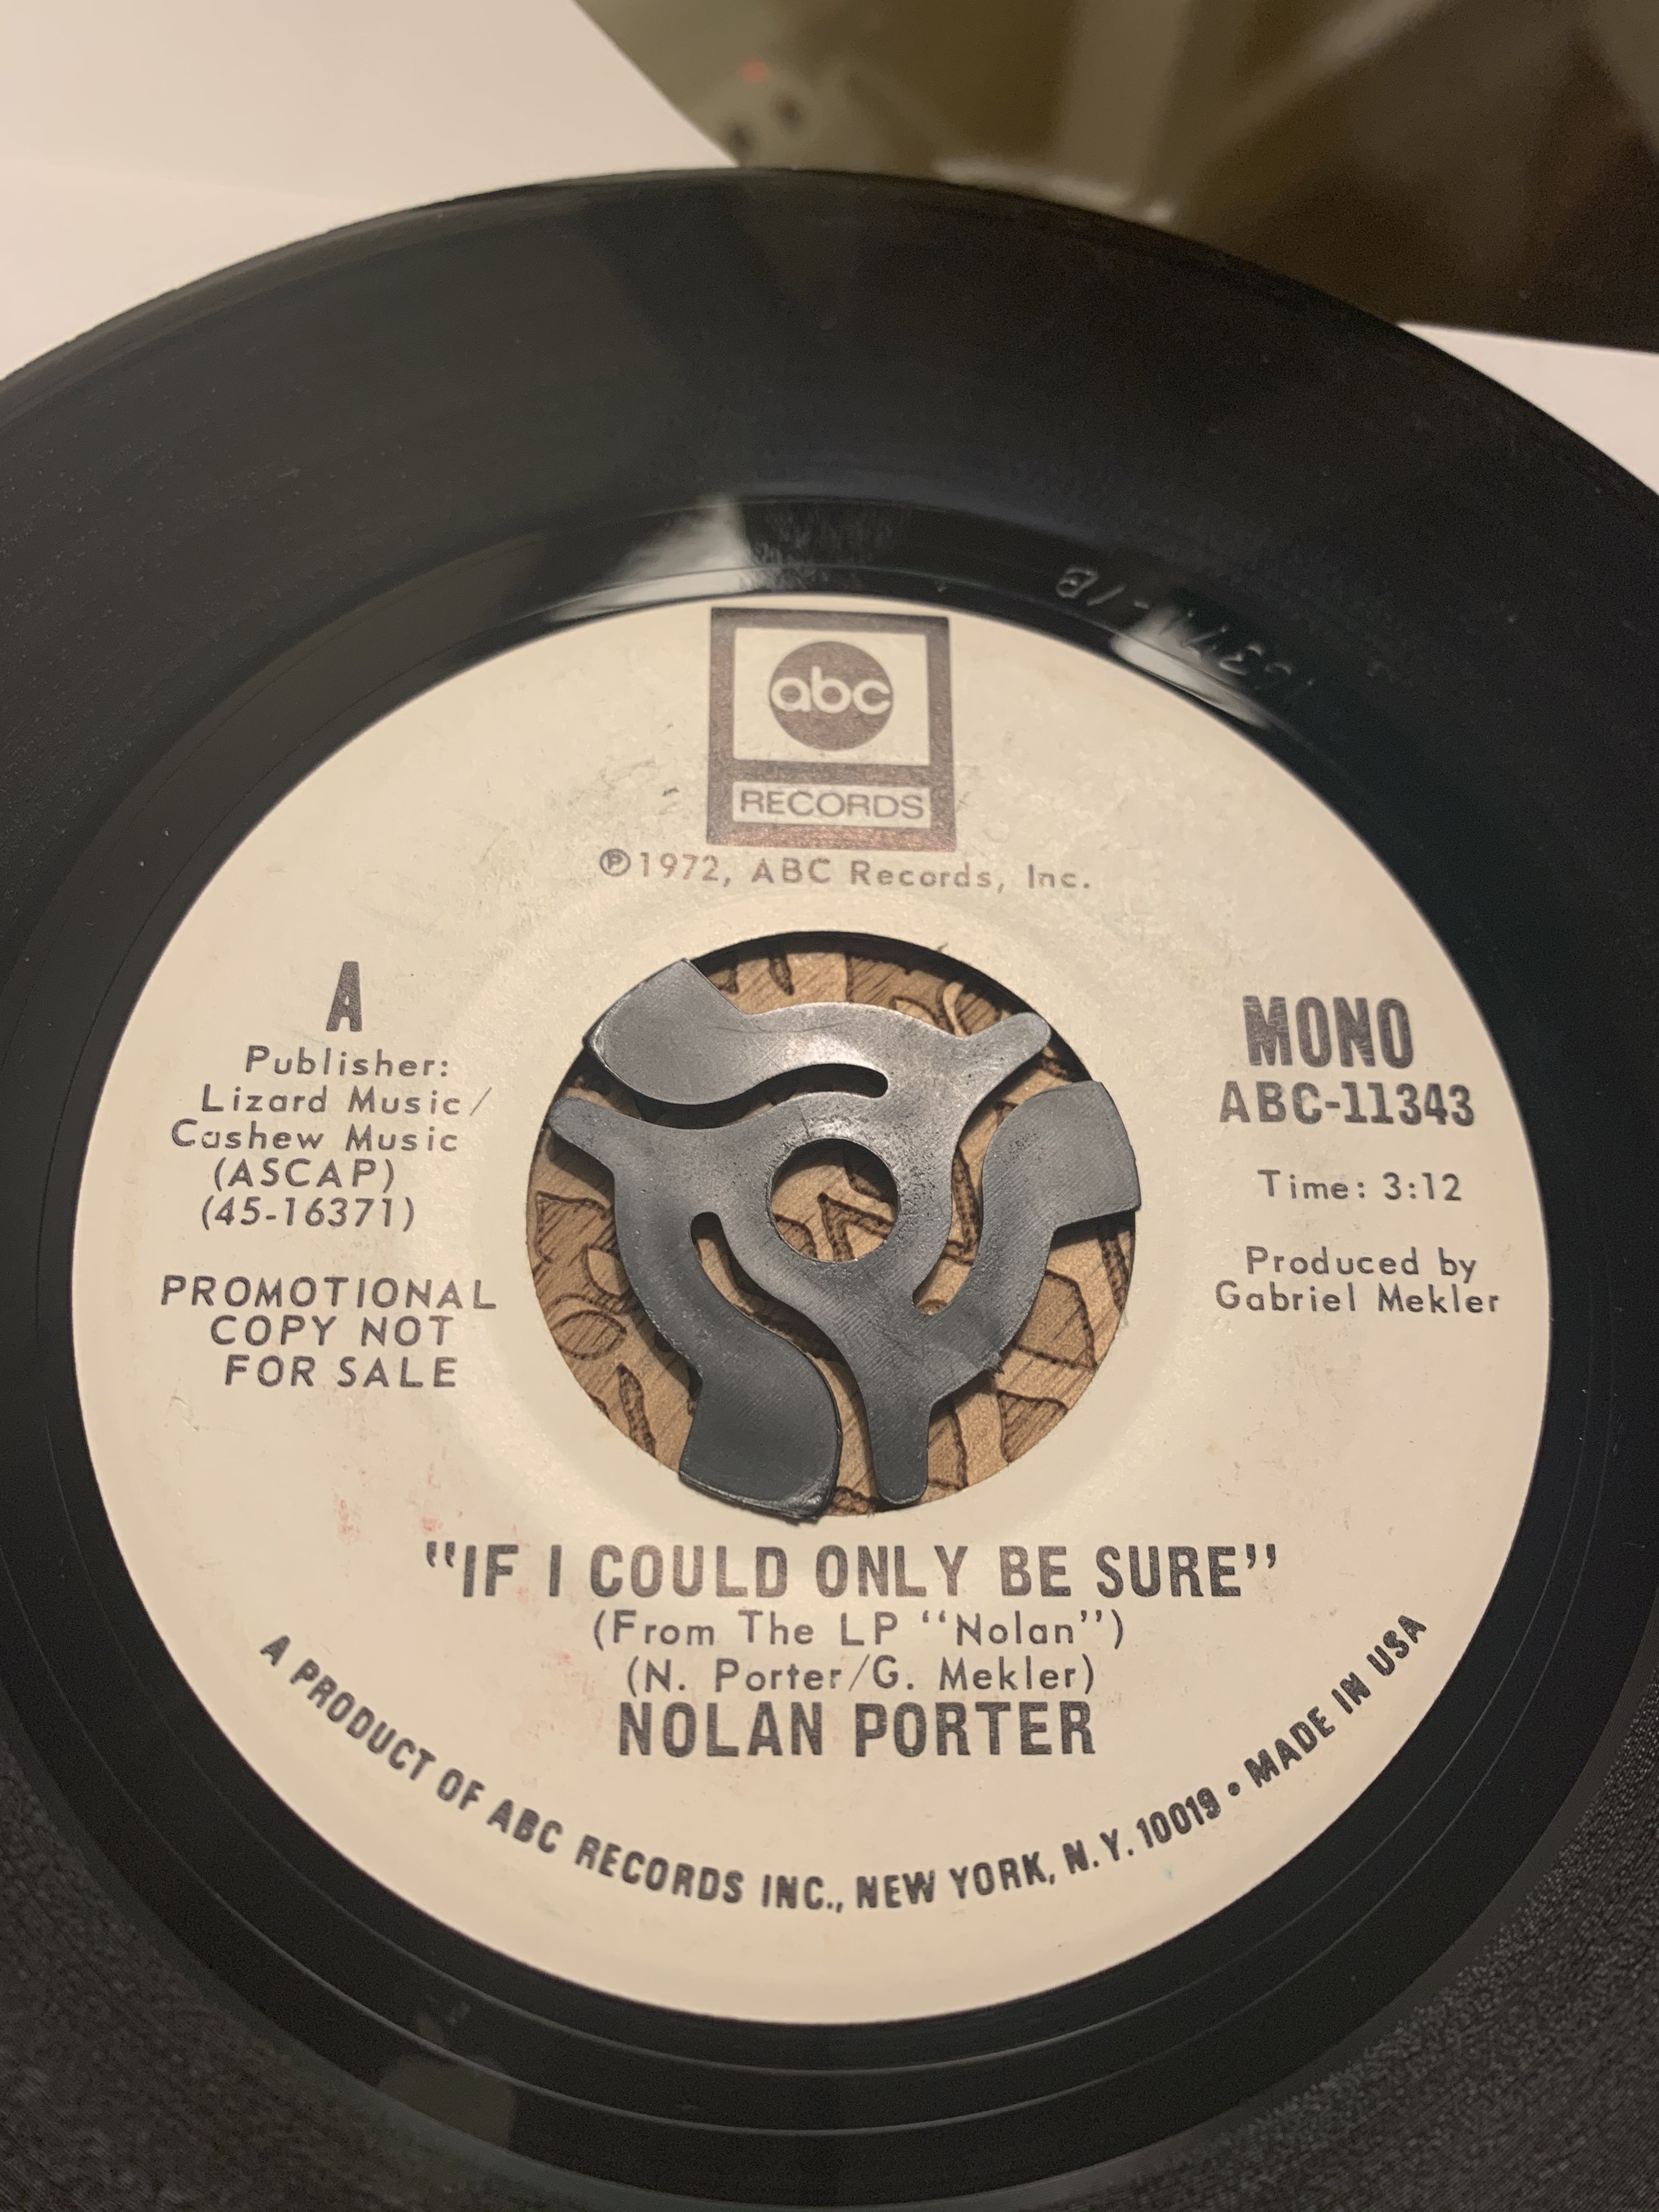 abc
RECORDS
℗1972, ABC Records, Inc.
A
Publisher:
Lizard Music/
Cashew Music
(ASCAP)
(45-16371)
PROMOTIONAL
COPY NOT
FOR SALE
MONO
ABC-11343
Time: 3:12
Produced by
Gabriel Mekler
"IF I COULD ONLY BE SURE"
(From The LP "Nolan")
(N. Porter/G. Mekler)
NOLAN PORTER
A PRODUCT OF ABC RECORDS INC., NEW YORK, N.Y. 10019 • MADE IN USA